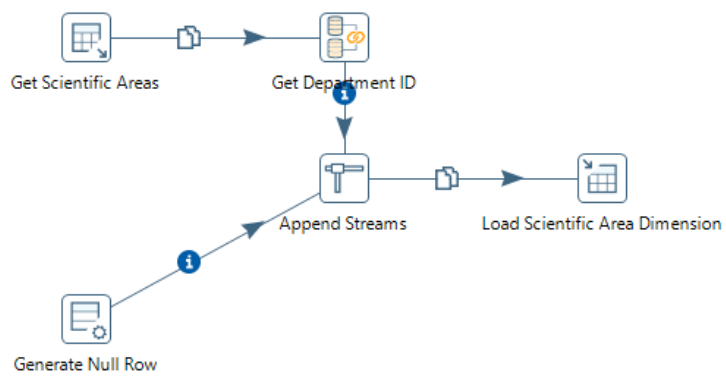 Get Scientific Areas
Get Department ID
Append Streams
Load Scientific Area Dimension
Generate Null Row